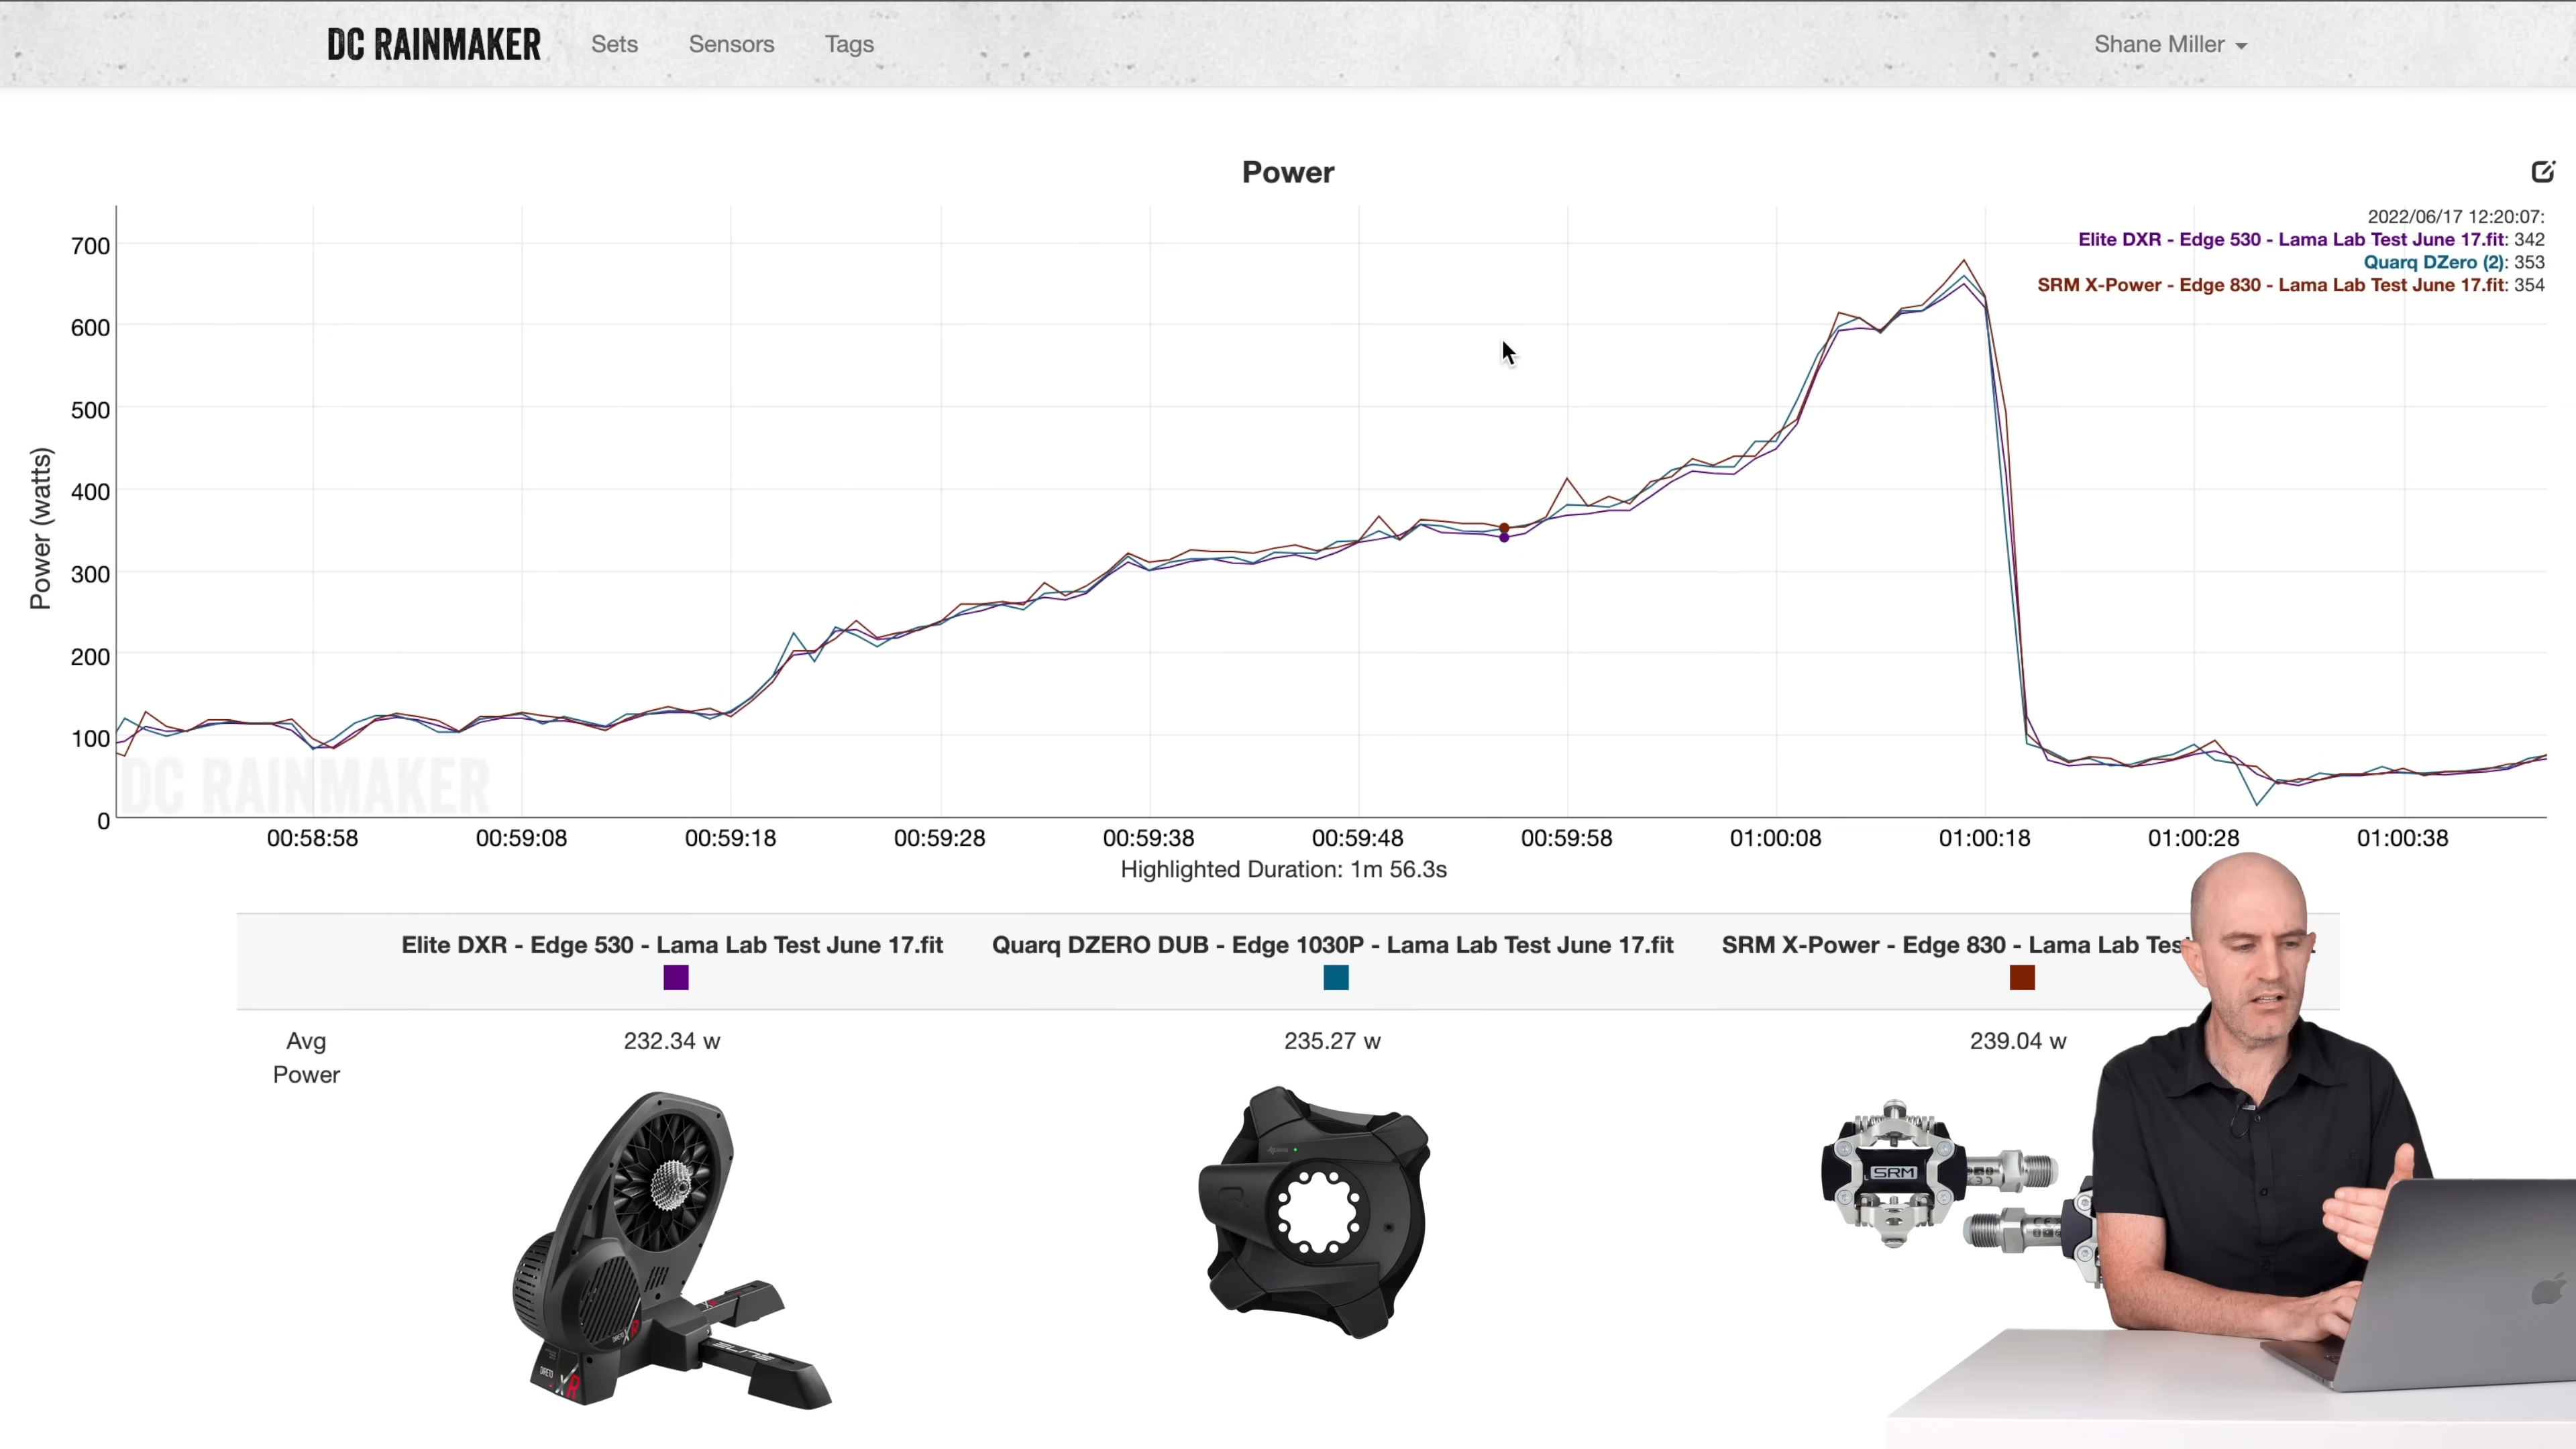 DC RAINMAKER Sets Sensors Tags Shane Miller
Power
2022/06/17 12:20:07:
Elite DXR - Edge 530 - Lama Lab Test June 17.fit: 342
Quarq DZero (2): 353
SRM X-Power - Edge 830 - Lama Lab Test June 17.fit: 354
700
600
500
400
300
200
100
0
Power (watts)
DC RAINMAKER
00:58:58 00:59:08 00:59:18 00:59:28 00:59:38 00:59:48 00:59:58 01:00:08 01:00:18 01:00:28 01:00:38
Highlighted Duration: 1m 56.3s
Elite DXR - Edge 530 - Lama Lab Test June 17.fit Quarq DZERO DUB - Edge 1030P - Lama Lab Test June 17.fit SRM X-Power - Edge 830 - Lama Lab Tes
Avg 232.34 w 235.27 w 239.04 w
Power
SRM
ELITE
DIRETO
XR